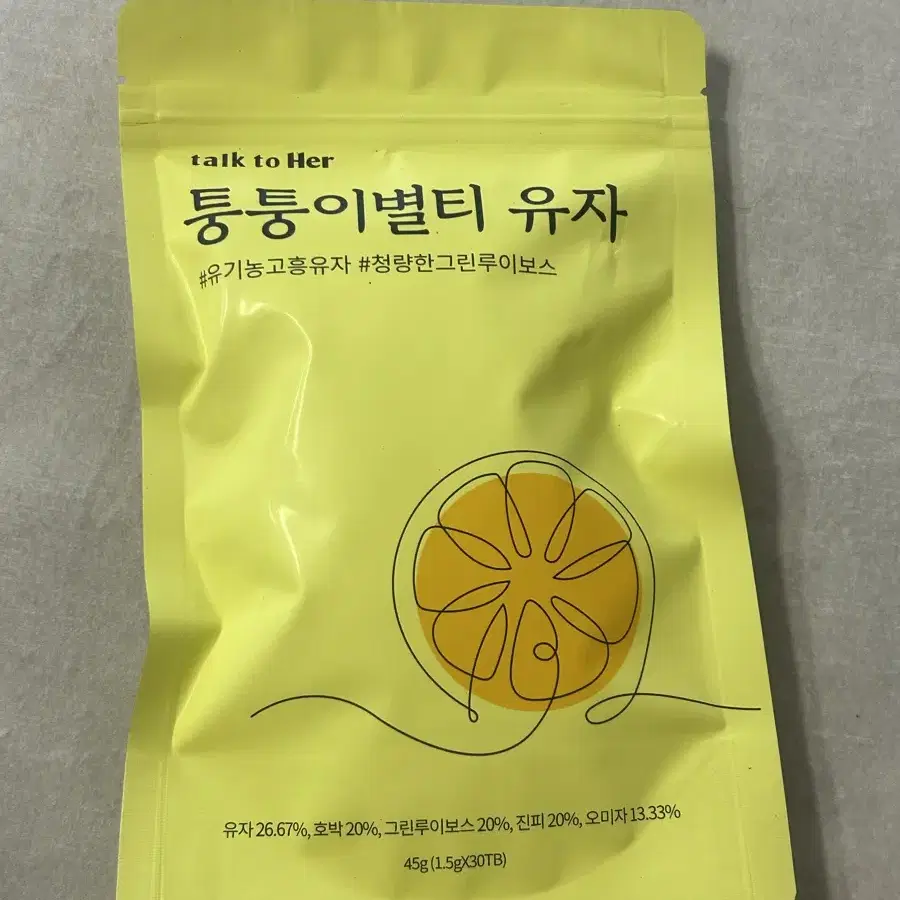 talk to Her
퉁퉁이별티 유자
#유기농고흥유자 #청량한그린루이보스
유자 26.67%, 호박 20%, 그린루이보스 20%, 진피 20%, 오미자 13.33%
45g (1.5gX30TB)